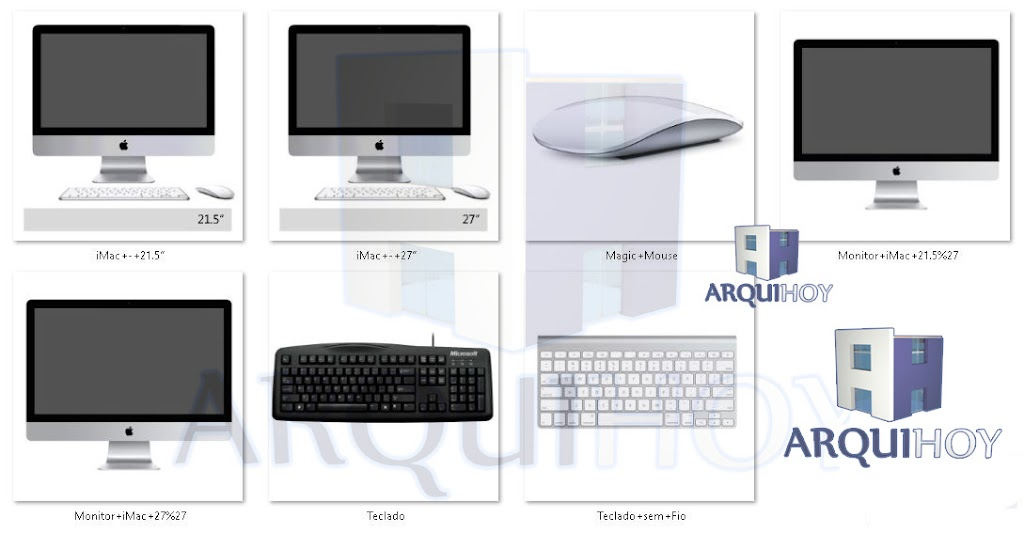 21.5"
27"
iMac+-+21.5"
iMac+-+27"
Magic+Mouse
Monitor+iMac+21.5%27
ARQUIHOY
Microsoft
ARQUIHOY
ARQUIHOY
Monitor+iMac+27%27
Teclado
Teclado+sem+Fio